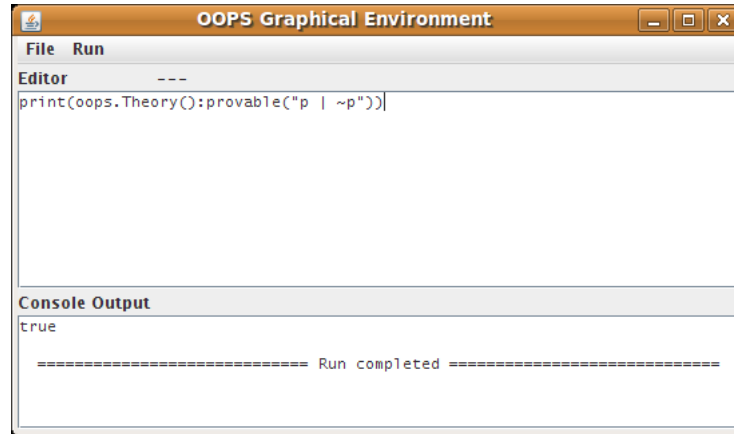 OOPS Graphical Environment
File Run
Editor ---
print(oops.Theory():provable("p | ~p"))
Console Output
true
============================= Run completed =============================